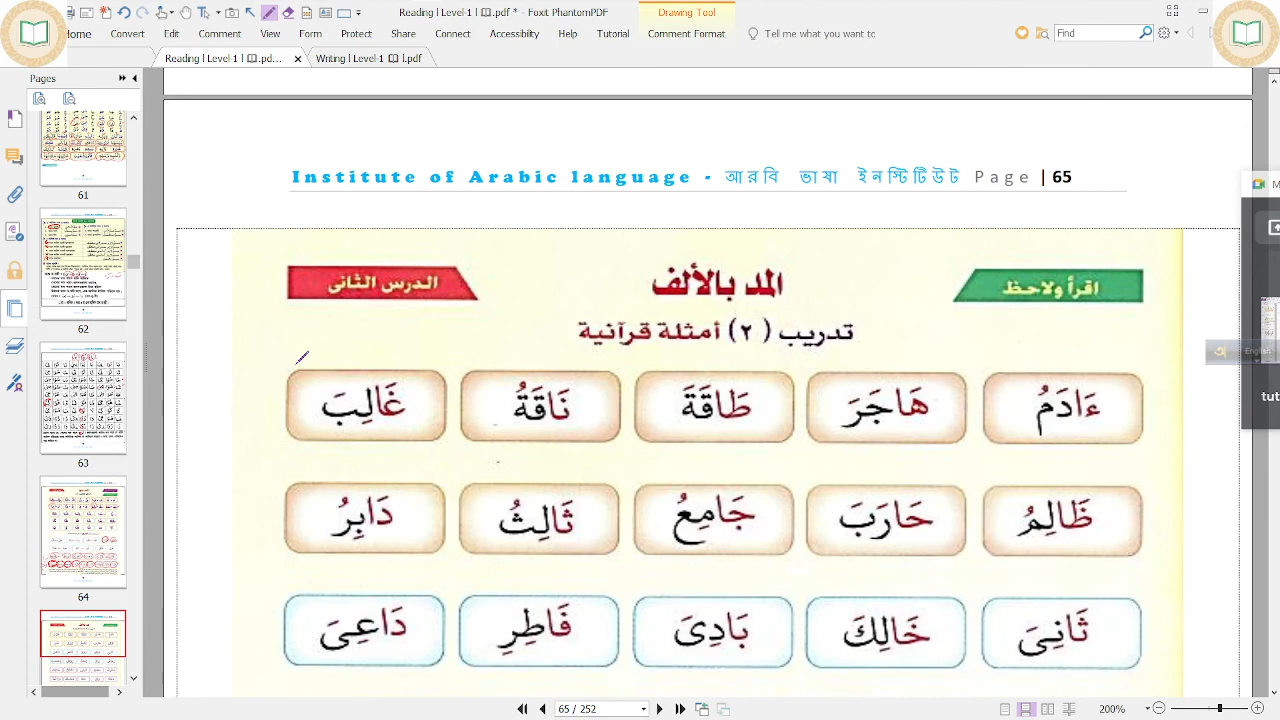 Reading l Level-1 l 🕮.pdf * - Foxit PhantomPDF
Drawing Tool
Home Convert Edit Comment View Form Protect Share Connect Accessibility Help Tutorial Comment Format Tell me what you want to Find
Reading l Level-1 l 🕮.pd... × Writing l Level-1 🕮 l.pdf
Pages
61
62
63
64
Institute of Arabic language - আরবি ভাষা ইনস্টিটিউট Page | 65
اقرأ ولاحظ المد بالألف الدرس الثانى
تدريب (٢) أمثلة قرآنية
ءَادَمُ هَاجَرَ طَاقَةَ نَاقَةُ غَالِبَ
ظَالِمُ حَارَبَ جَامِعُ ثَالِثُ دَابِرُ
ثَانِىَ خَالِكَ بَادِىَ فَاطِرِ دَاعِىَ
English
tut
65 / 252
200%